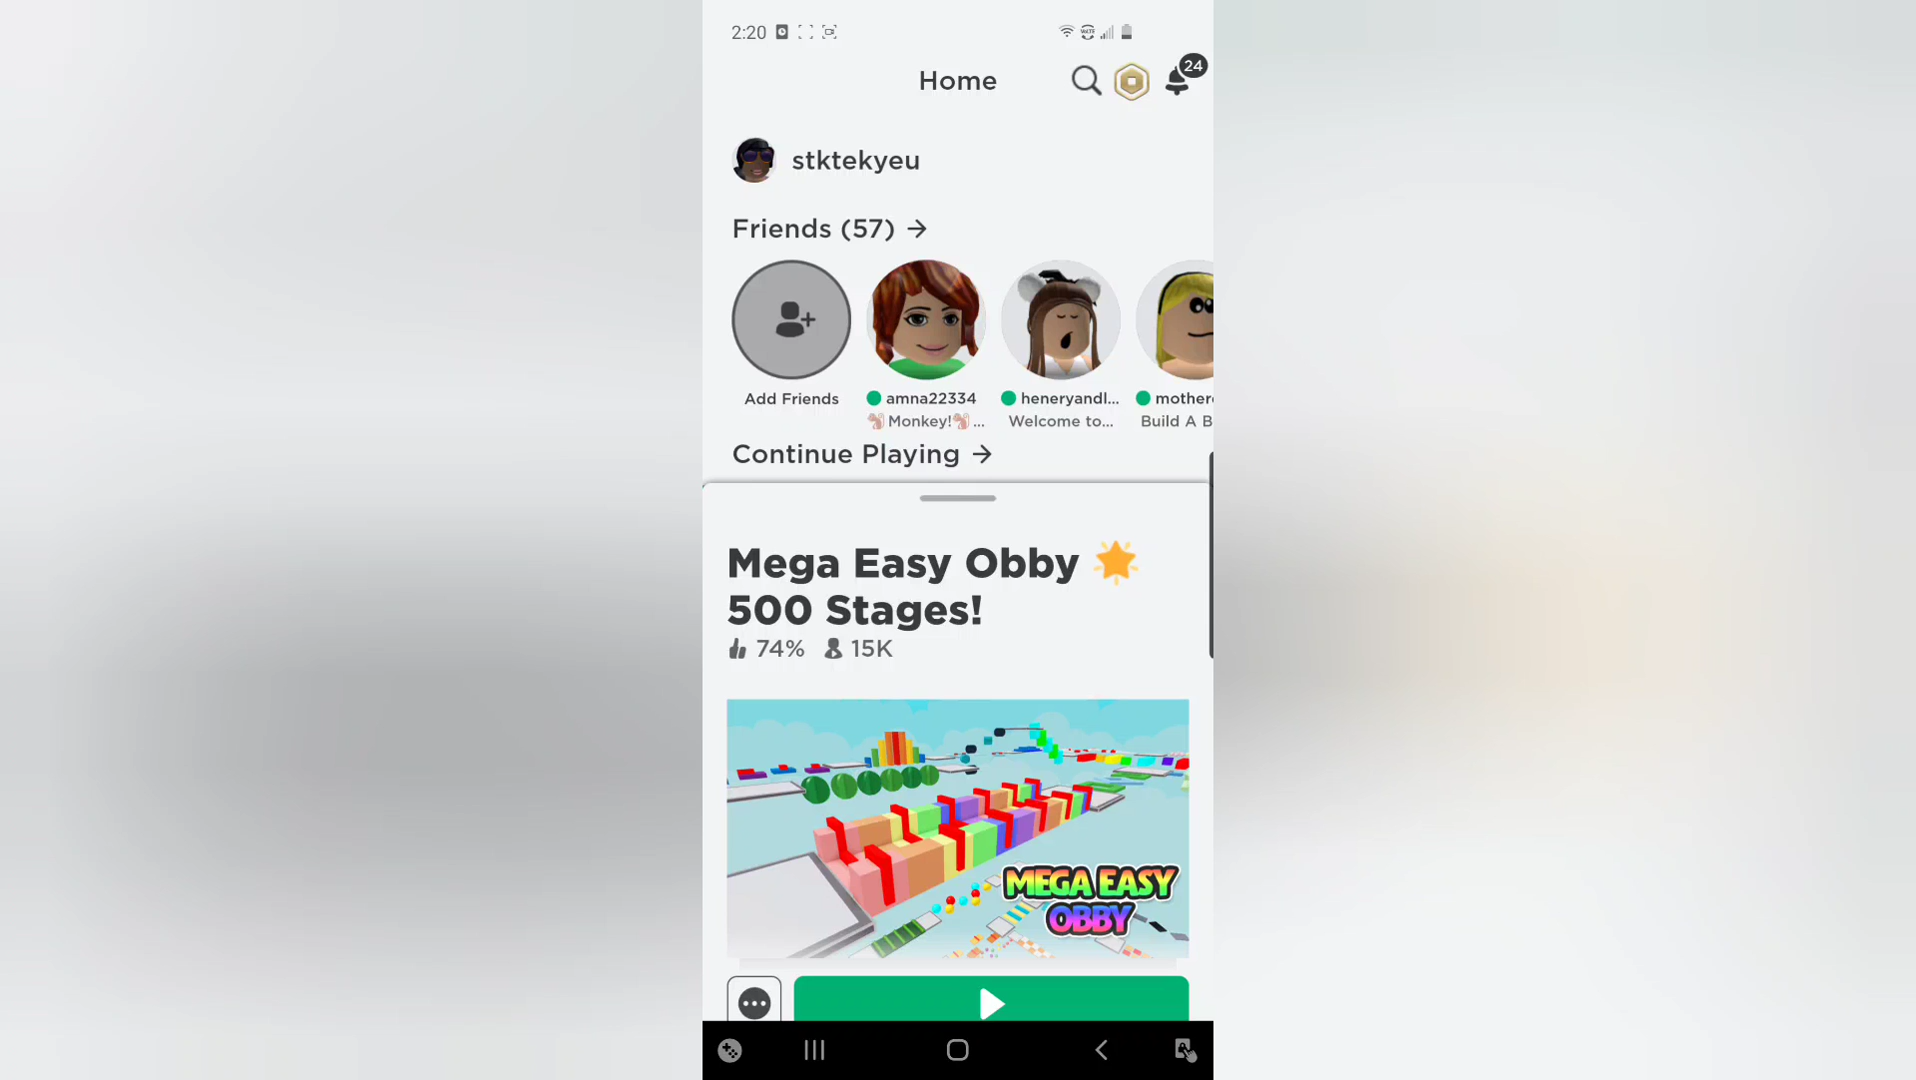 2:20
VoLTE
Home
24
stktekyeu
Friends (57)
Add Friends
amna22334
Monkey! ...
heneryandl...
Welcome to...
mother
Build A B
Continue Playing
Mega Easy Obby
500 Stages!
74% 15K
MEGA EASY
OBBY